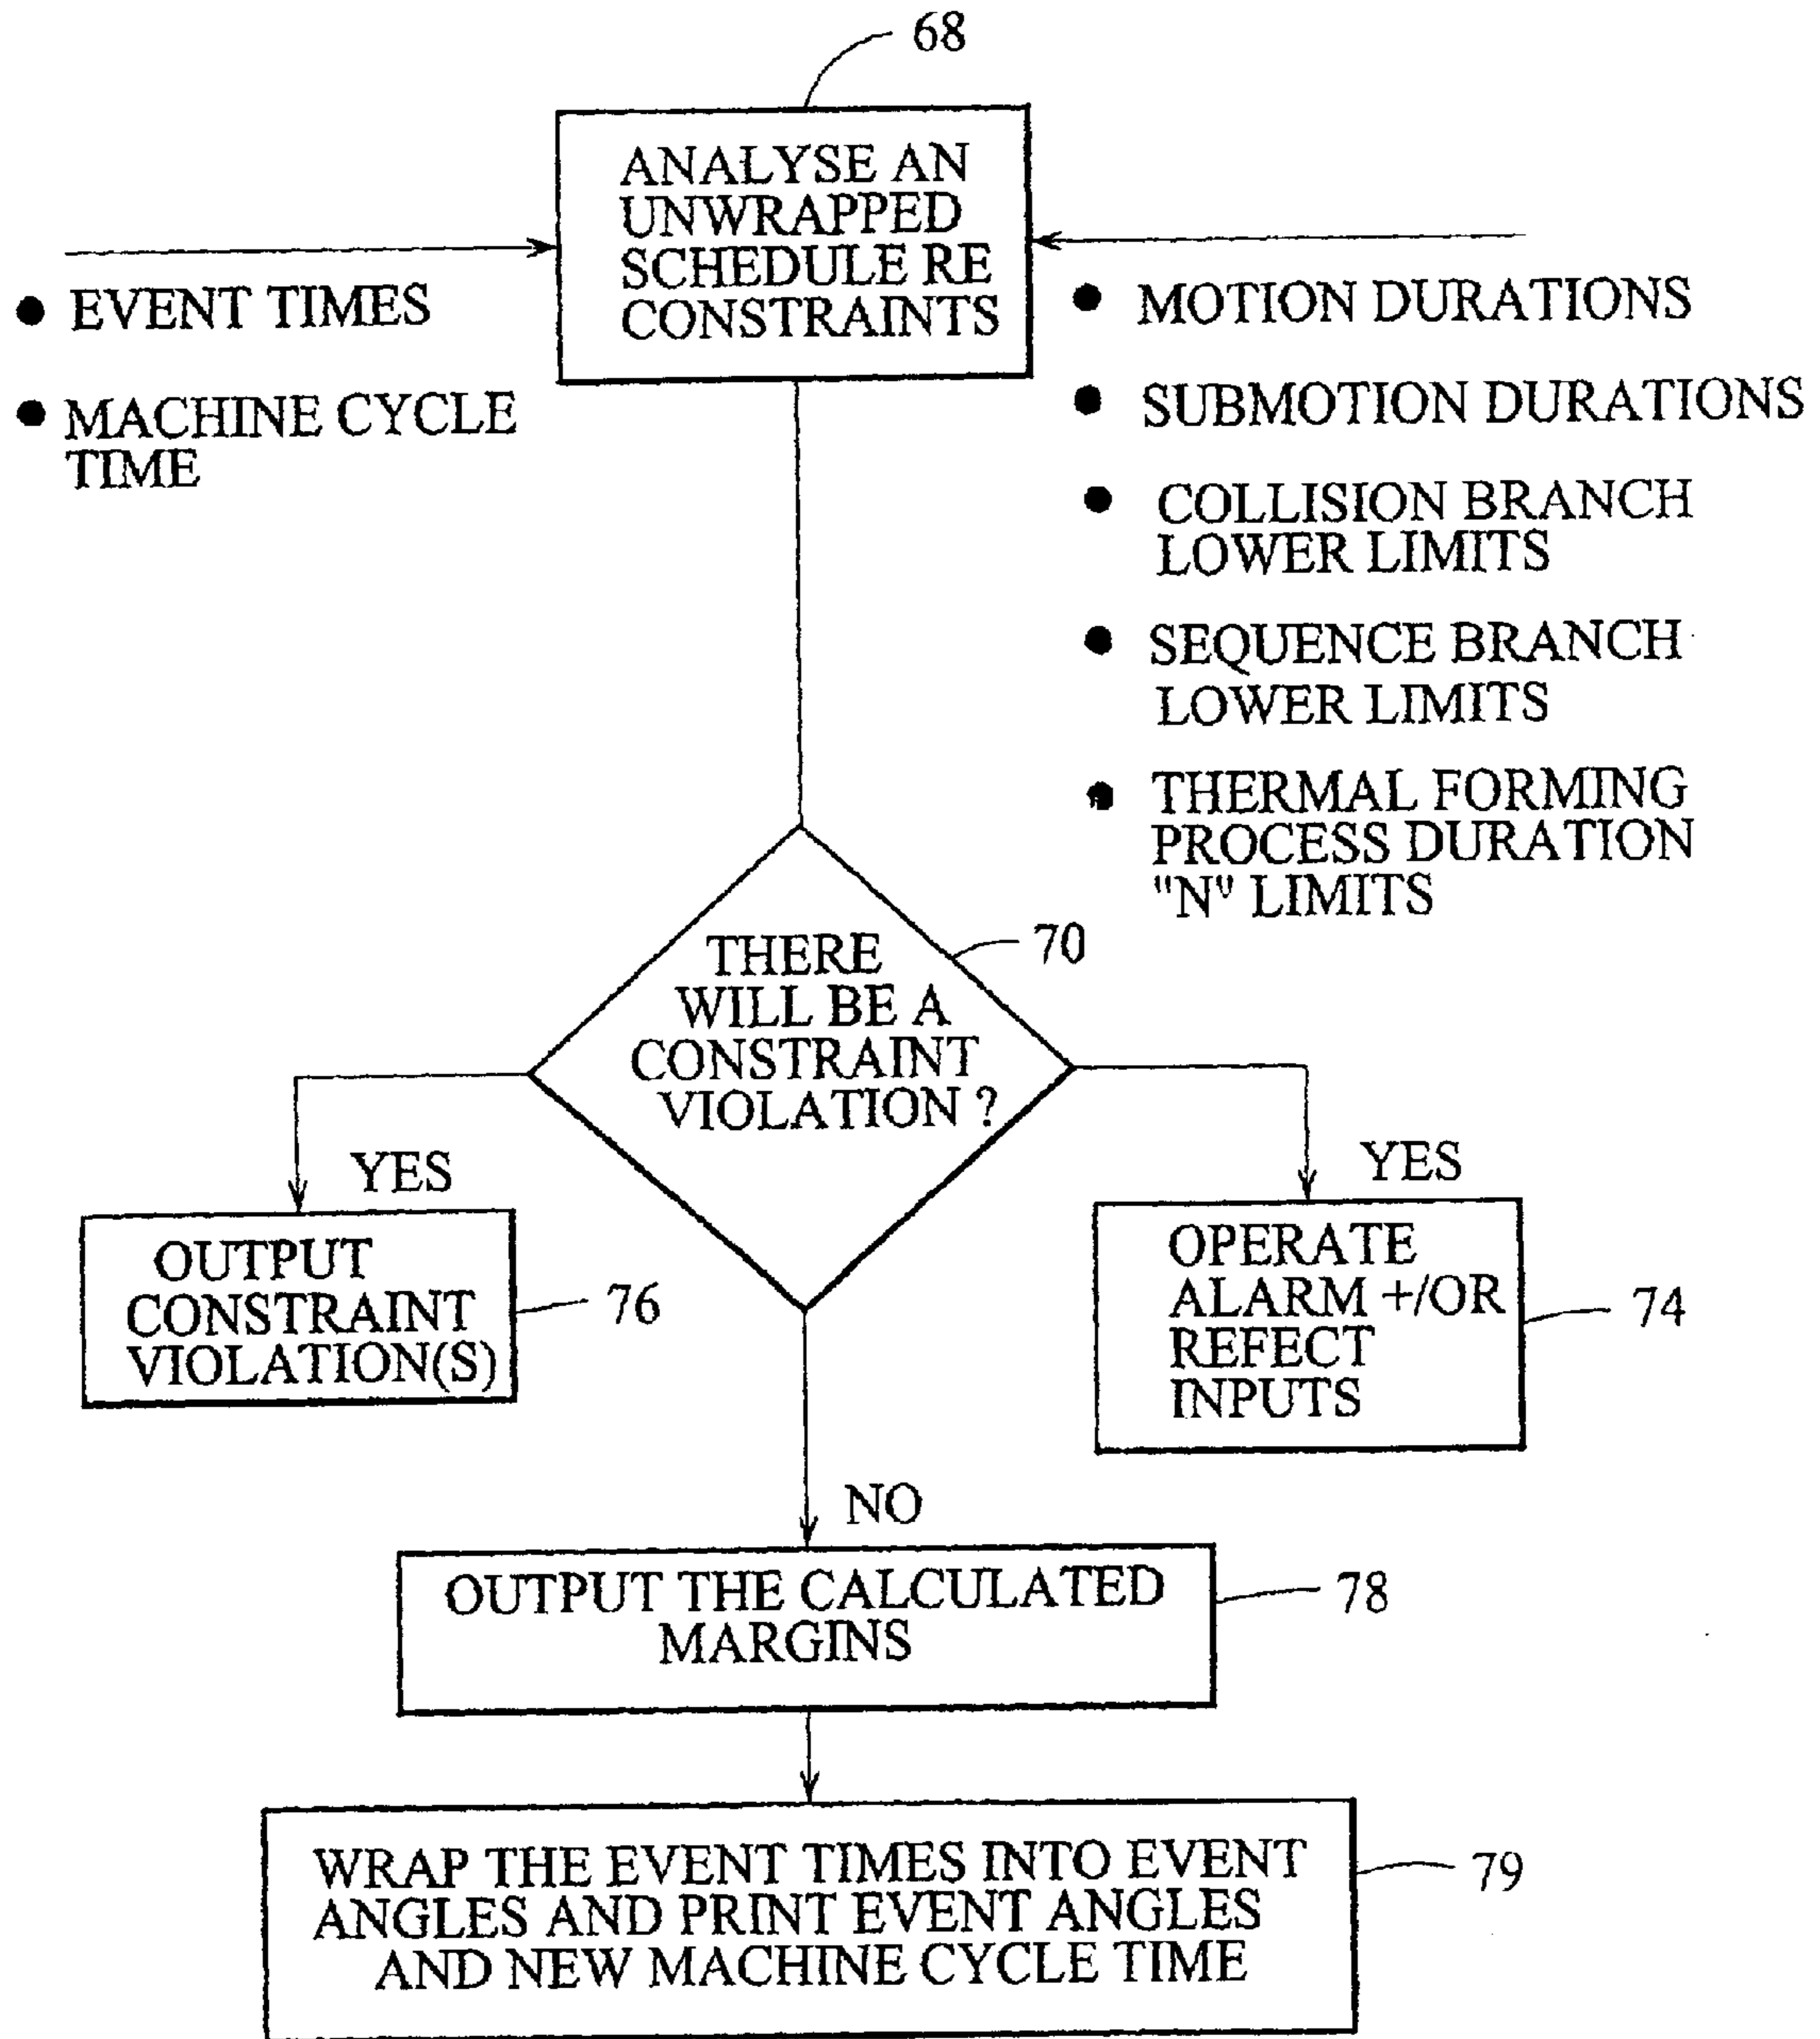 68
ANALYSE AN
UNWRAPPED
SCHEDULE RE
CONSTRAINTS
● EVENT TIMES
● MACHINE CYCLE
TIME
● MOTION DURATIONS
● SUBMOTION DURATIONS
● COLLISION BRANCH
LOWER LIMITS
● SEQUENCE BRANCH
LOWER LIMITS
● THERMAL FORMING
PROCESS DURATION
"N" LIMITS
70
THERE
WILL BE A
CONSTRAINT
VIOLATION ?
YES
OUTPUT
CONSTRAINT
VIOLATION(S)
76
YES
OPERATE
ALARM +/OR
REFECT
INPUTS
74
NO
OUTPUT THE CALCULATED
MARGINS
78
WRAP THE EVENT TIMES INTO EVENT
ANGLES AND PRINT EVENT ANGLES
AND NEW MACHINE CYCLE TIME
79